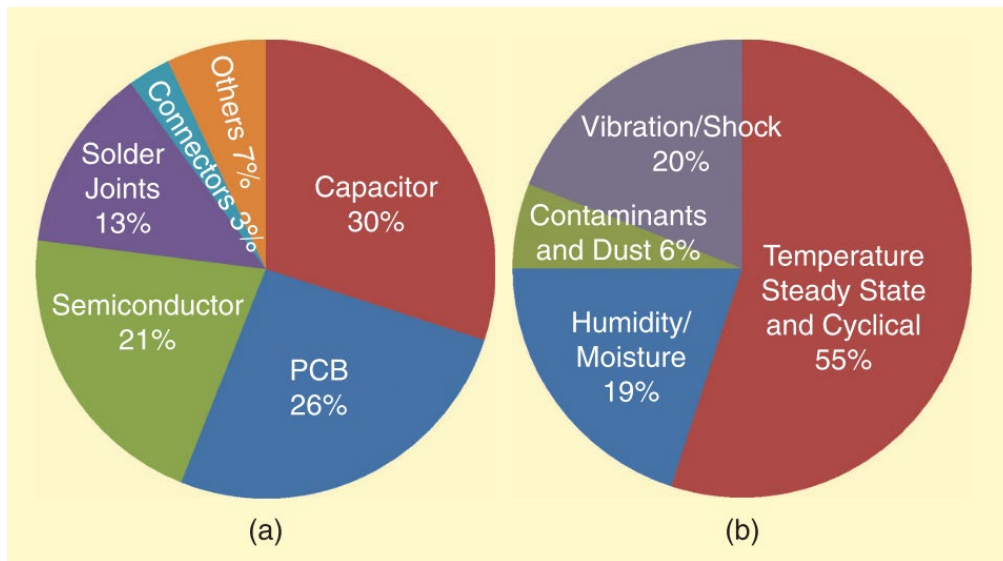 Others 7%
Connectors 3%
Solder
Joints
13%
Capacitor
30%
Semiconductor
21%
PCB
26%
(a)
Vibration/Shock
20%
Contaminants
and Dust 6%
Temperature
Steady State
and Cyclical
55%
Humidity/
Moisture
19%
(b)